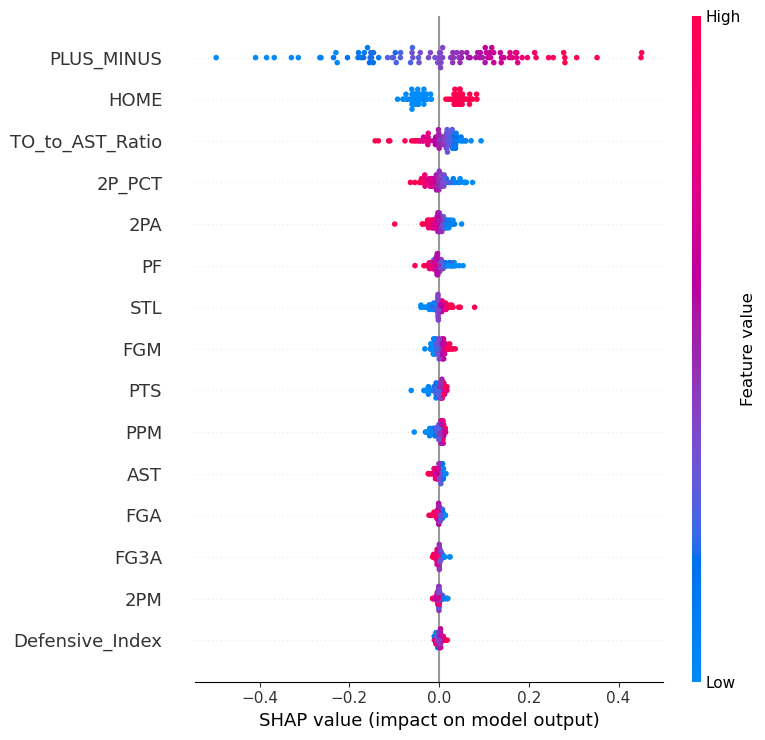 High
PLUS_MINUS
HOME
TO_to_AST_Ratio
2P_PCT
2PA
PF
STL
FGM
PTS
PPM
AST
FGA
FG3A
2PM
Defensive_Index
Feature value
Low
−0.4 −0.2 0.0 0.2 0.4
SHAP value (impact on model output)